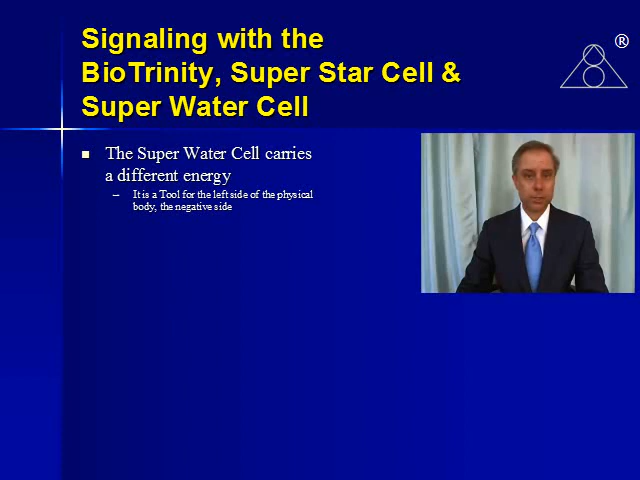 Signaling with the
BioTrinity, Super Star Cell &
Super Water Cell
®
■ The Super Water Cell carries
a different energy
– It is a Tool for the left side of the physical
body, the negative side